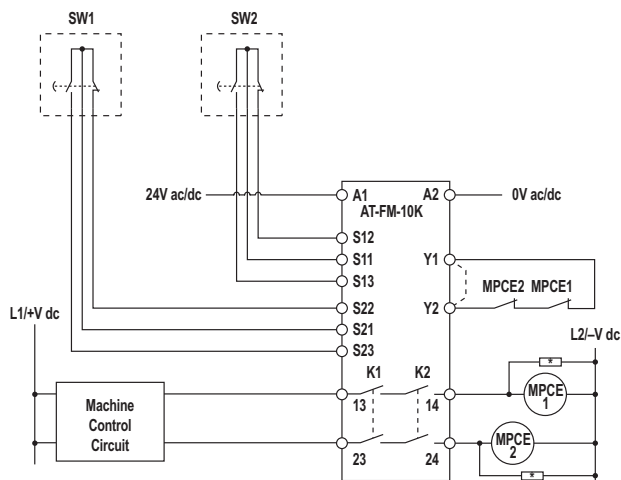 SW1 SW2
24V ac/dc A1 A2 0V ac/dc
AT-FM-10K
S12
S11 Y1
S13
MPCE2 MPCE1
S22 Y2
L1/+V dc
S21
L2/–V dc
S23
*
K1 K2
13 14
MPCE
1
Machine
Control
Circuit
MPCE
2
23 24
*